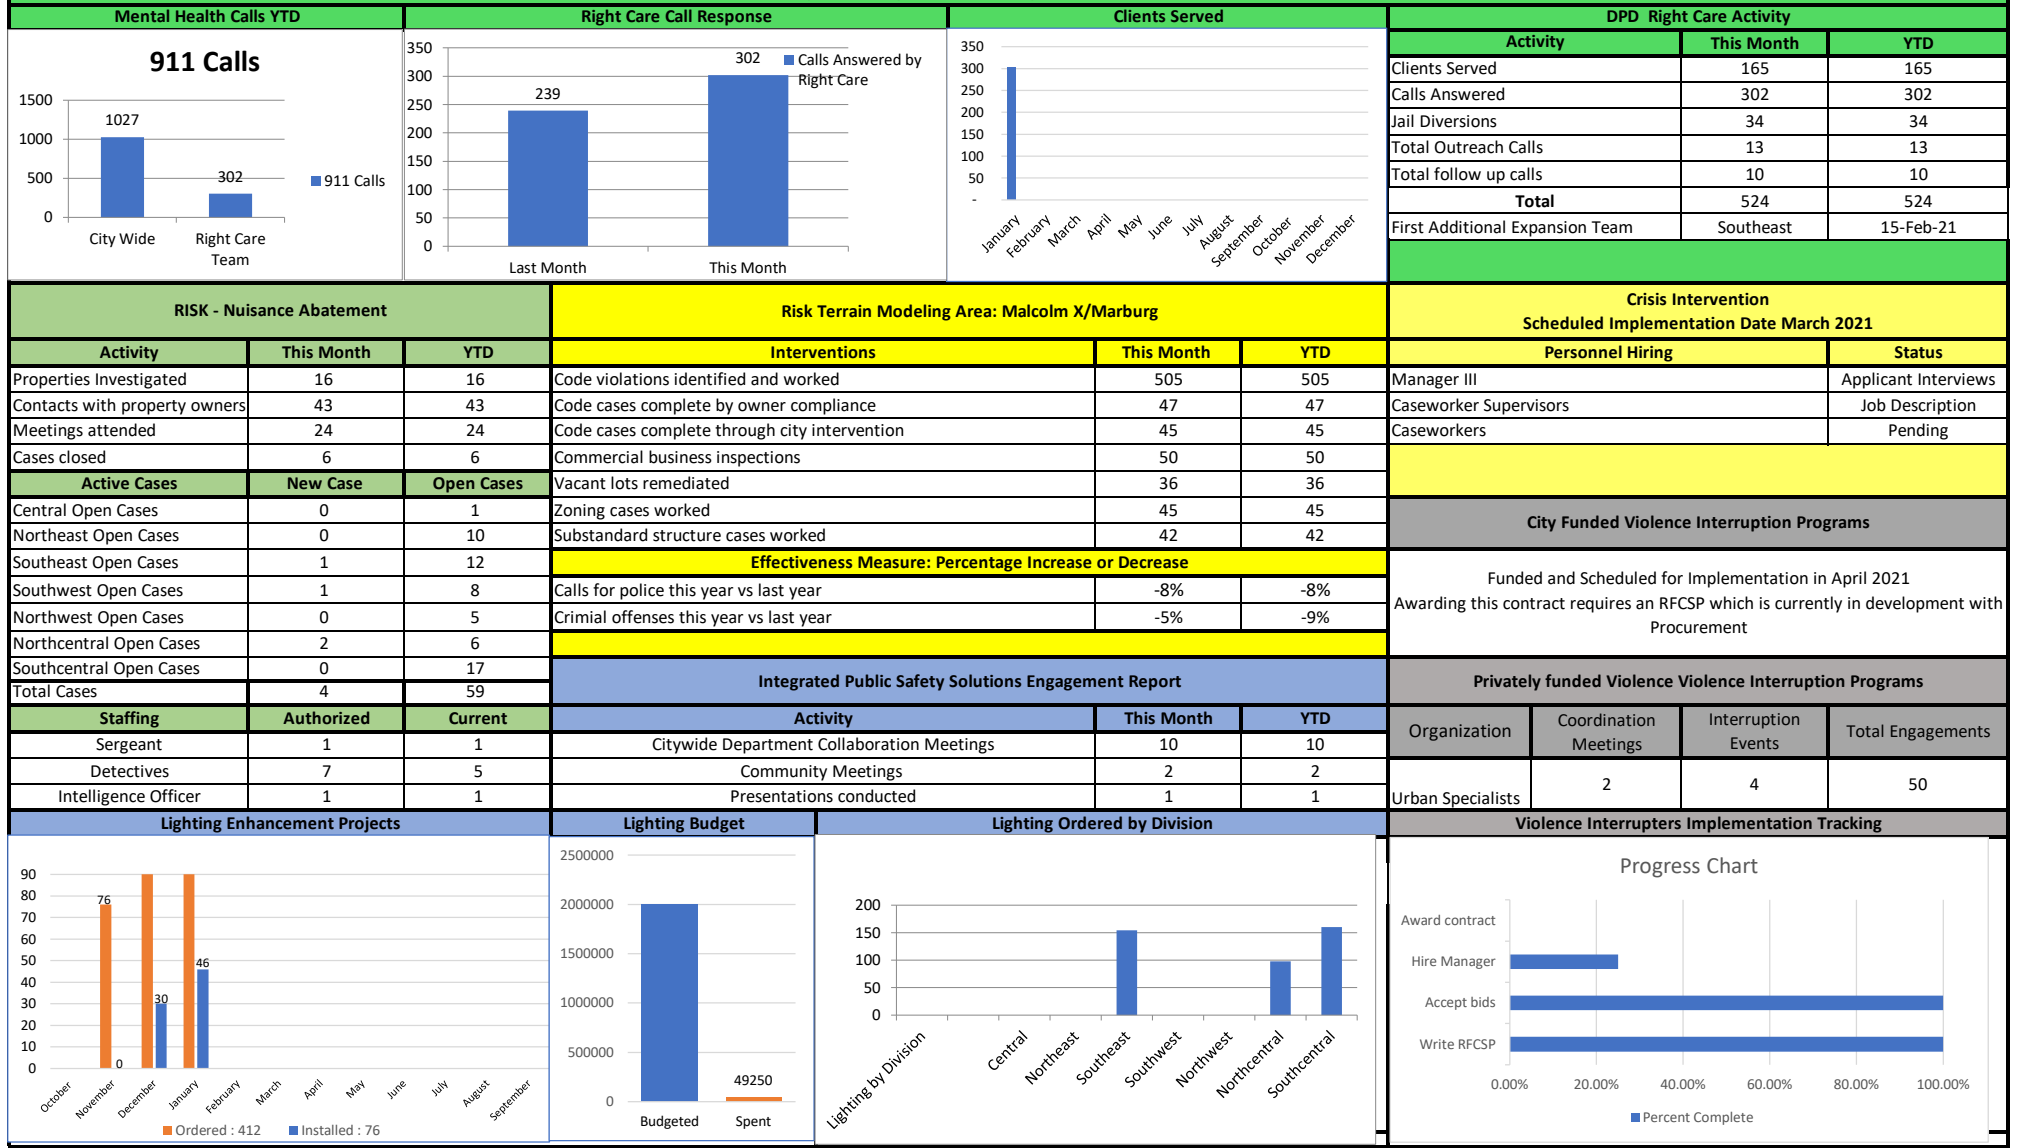 Mental Health Calls YTD
Right Care Call Response
Clients Served
DPD  Right Care Activity
911 Calls
1500
1000
500
0
1027
302
City Wide
Right Care
Team
911 Calls
350
300
250
200
150
100
50
0
239
302
Last Month
This Month
Calls Answered by
Right Care
350
300
250
200
150
100
50
-
January
February
March
April
May
June
July
August
September
October
November
December
Activity This Month YTD
Clients Served 165 165
Calls Answered 302 302
Jail Diversions 34 34
Total Outreach Calls 13 13
Total follow up calls 10 10
Total 524 524
First Additional Expansion Team Southeast 15-Feb-21
RISK - Nuisance Abatement
Activity This Month YTD
Properties Investigated 16 16
Contacts with property owners 43 43
Meetings attended 24 24
Cases closed 6 6
Active Cases New Case Open Cases
Central Open Cases 0 1
Northeast Open Cases 0 10
Southeast Open Cases 1 12
Southwest Open Cases 1 8
Northwest Open Cases 0 5
Northcentral Open Cases 2 6
Southcentral Open Cases 0 17
Total Cases 4 59
Staffing Authorized Current
Sergeant 1 1
Detectives 7 5
Intelligence Officer 1 1
Risk Terrain Modeling Area: Malcolm X/Marburg
Interventions This Month YTD
Code violations identified and worked 505 505
Code cases complete by owner compliance 47 47
Code cases complete through city intervention 45 45
Commercial business inspections 50 50
Vacant lots remediated 36 36
Zoning cases worked 45 45
Substandard structure cases worked 42 42
Effectiveness Measure: Percentage Increase or Decrease
Calls for police this year vs last year -8% -8%
Crimial offenses this year vs last year -5% -9%
Integrated Public Safety Solutions Engagement Report
Activity This Month YTD
Citywide Department Collaboration Meetings 10 10
Community Meetings 2 2
Presentations conducted 1 1
Crisis Intervention
Scheduled Implementation Date March 2021
Personnel Hiring Status
Manager III Applicant Interviews
Caseworker Supervisors Job Description
Caseworkers Pending
City Funded Violence Interruption Programs
Funded and Scheduled for Implementation in April 2021
Awarding this contract requires an RFCSP which is currently in development with
Procurement
Privately funded Violence Violence Interruption Programs
Organization
Coordination
Meetings
Interruption
Events
Total Engagements
Urban Specialists 2 4 50
Lighting Enhancement Projects
90
80
70
60
50
40
30
20
10
0
76
0
30
46
October
November
December
January
February
March
April
May
June
July
August
September
Ordered : 412
Installed : 76
Lighting Budget
2500000
2000000
1500000
1000000
500000
0
49250
Budgeted
Spent
Lighting Ordered by Division
200
150
100
50
0
Lighting by Division
Central
Northeast
Southeast
Southwest
Northwest
Northcentral
Southcentral
Violence Interrupters Implementation Tracking
Progress Chart
Award contract
Hire Manager
Accept bids
Write RFCSP
0.00% 20.00% 40.00% 60.00% 80.00% 100.00%
Percent Complete